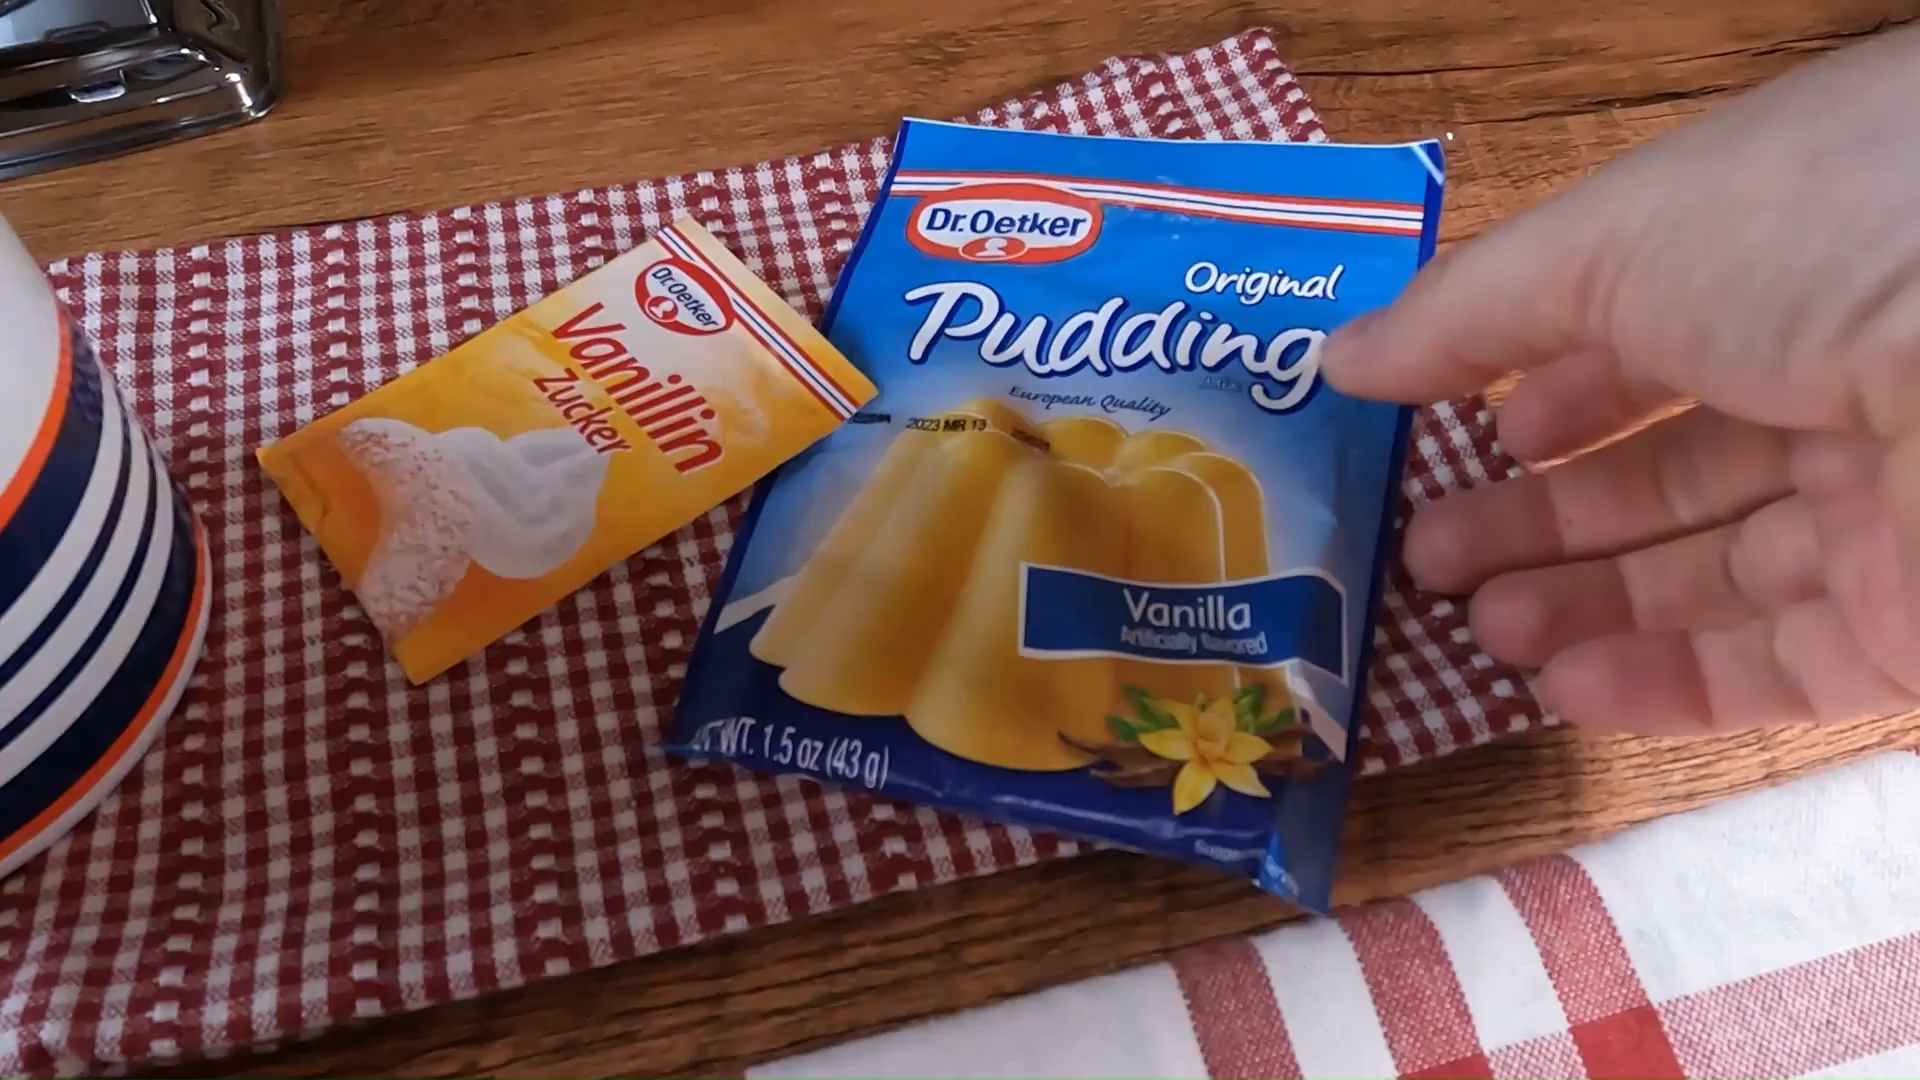 Dr.Oetker
Vanillin
Zucker
Dr.Oetker
Original
Pudding
Mix
European Quality
2023 MR 13
Vanilla
Artificially flavored
WT. 1.5 oz (43 g)